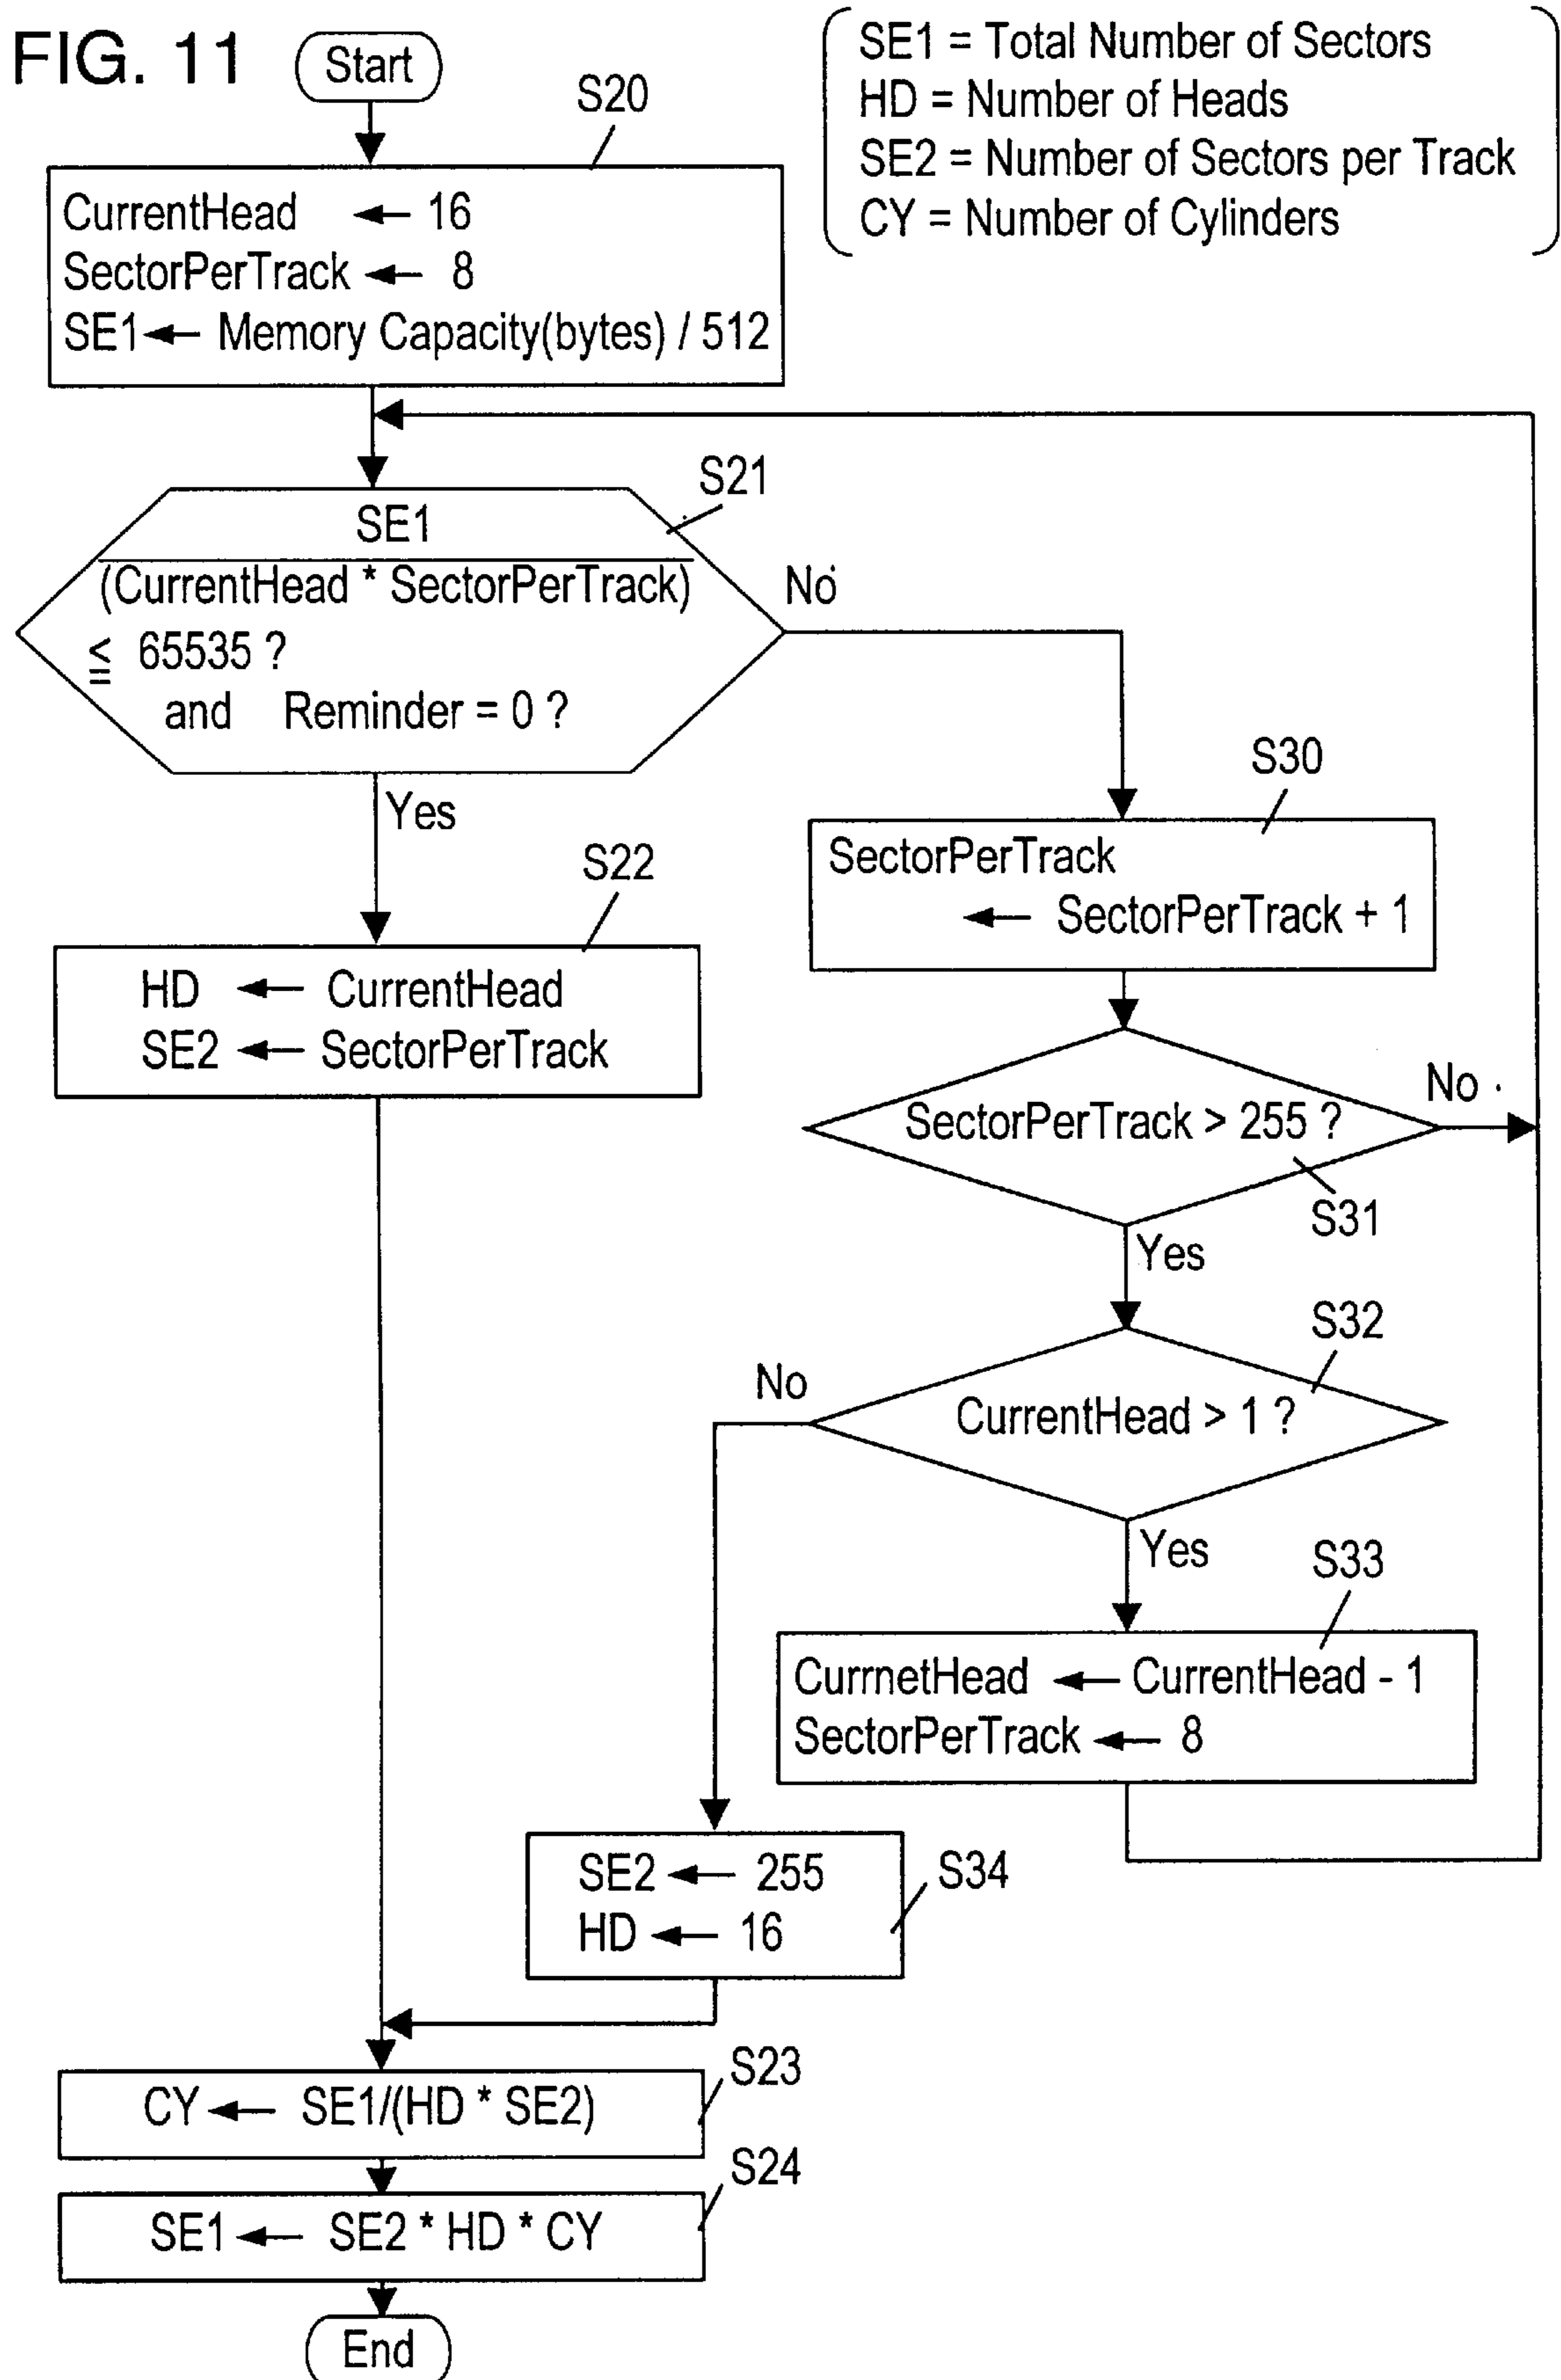 FIG. 11
Start
SE1 = Total Number of Sectors
HD = Number of Heads
SE2 = Number of Sectors per Track
CY = Number of Cylinders
S20
CurrentHead ← 16
SectorPerTrack ← 8
SE1 ← Memory Capacity(bytes) / 512
S21
SE1
(CurrentHead * SectorPerTrack)
≦ 65535 ?
and Reminder = 0 ?
No
Yes
S30
SectorPerTrack
← SectorPerTrack + 1
S22
HD ← CurrentHead
SE2 ← SectorPerTrack
SectorPerTrack > 255 ?
No
S31
Yes
S32
No
CurrentHead > 1 ?
Yes
S33
CurrnetHead ← CurrentHead - 1
SectorPerTrack ← 8
SE2 ← 255
HD ← 16
S34
S23
CY ← SE1/(HD * SE2)
S24
SE1 ← SE2 * HD * CY
End